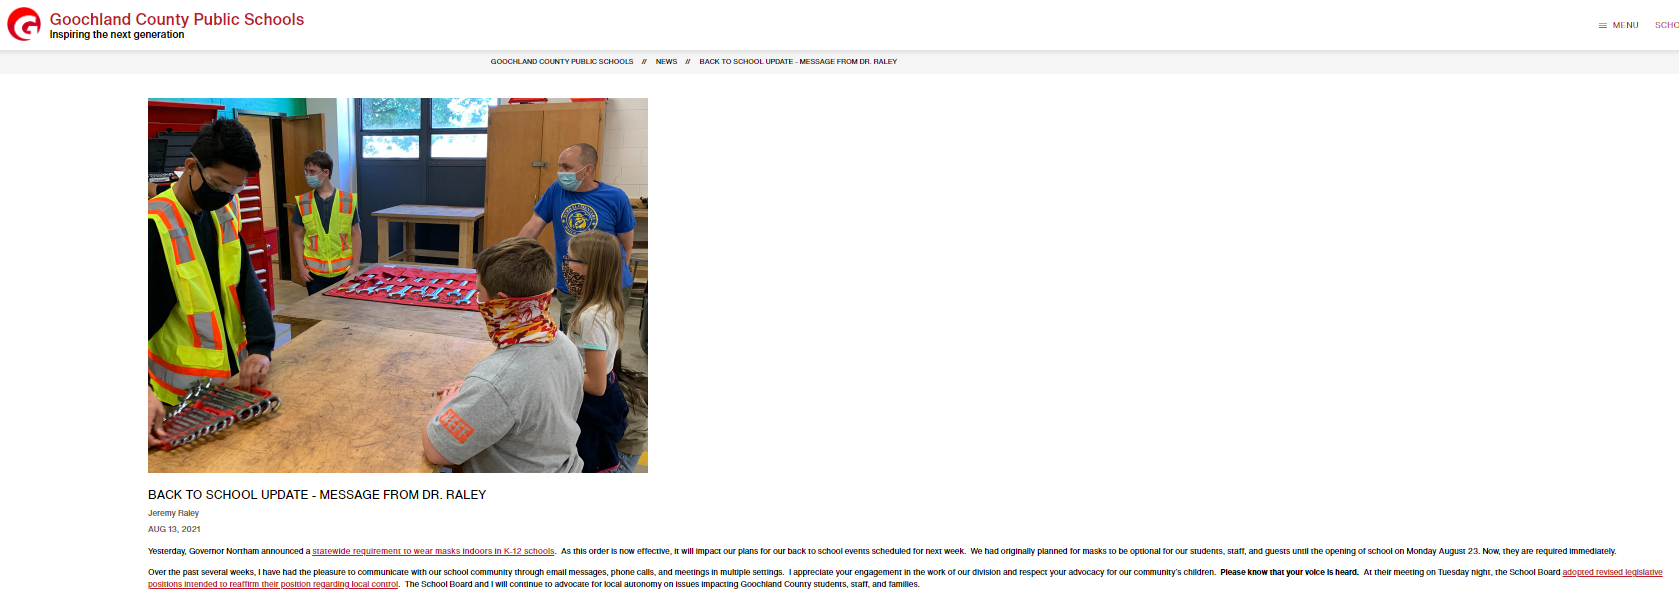 Goochland County Public Schools
Inspiring the next generation
MENU
SCHO
GOOCHLAND COUNTY PUBLIC SCHOOLS // NEWS // BACK TO SCHOOL UPDATE - MESSAGE FROM DR. RALEY
BACK TO SCHOOL UPDATE - MESSAGE FROM DR. RALEY
Jeremy Raley
AUG 13, 2021
Yesterday, Governor Northam announced a statewide requirement to wear masks indoors in K-12 schools. As this order is now effective, it will impact our plans for our back to school events scheduled for next week. We had originally planned for masks to be optional for our students, staff, and guests until the opening of school on Monday August 23. Now, they are required immediately.
Over the past several weeks, I have had the pleasure to communicate with our school community through email messages, phone calls, and meetings in multiple settings. I appreciate your engagement in the work of our division and respect your advocacy for our community's children. Please know that your voice is heard. At their meeting on Tuesday night, the School Board adopted revised legislative
positions intended to reaffirm their position regarding local control. The School Board and I will continue to advocate for local autonomy on issues impacting Goochland County students, staff, and families.